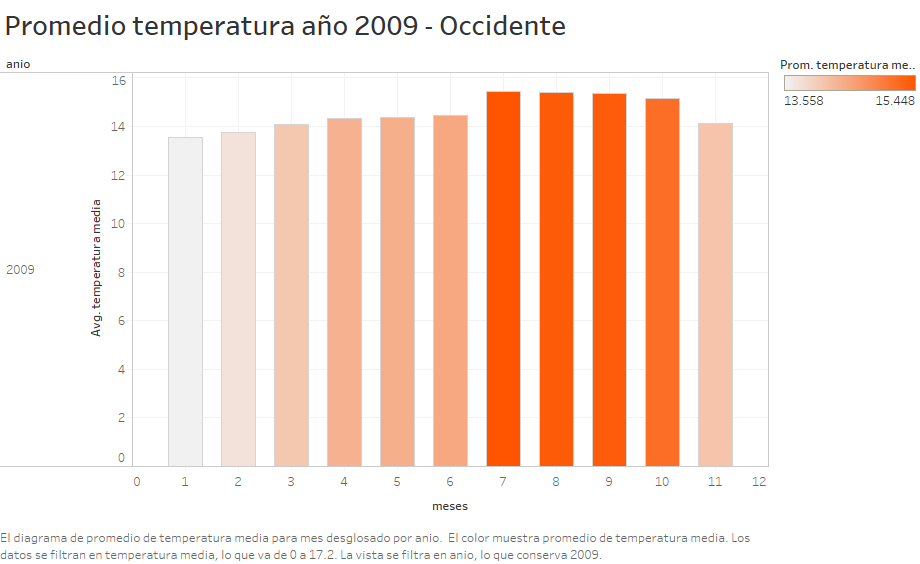 Promedio temperatura año 2009 - Occidente
anio
Prom. temperatura me..
13.558 15.448
16
14
12
10
8
6
4
2
0
Avg. temperatura media
2009
0 1 2 3 4 5 6 7 8 9 10 11 12
meses
El diagrama de promedio de temperatura media para mes desglosado por anio. El color muestra promedio de temperatura media. Los
datos se filtran en temperatura media, lo que va de 0 a 17.2. La vista se filtra en anio, lo que conserva 2009.